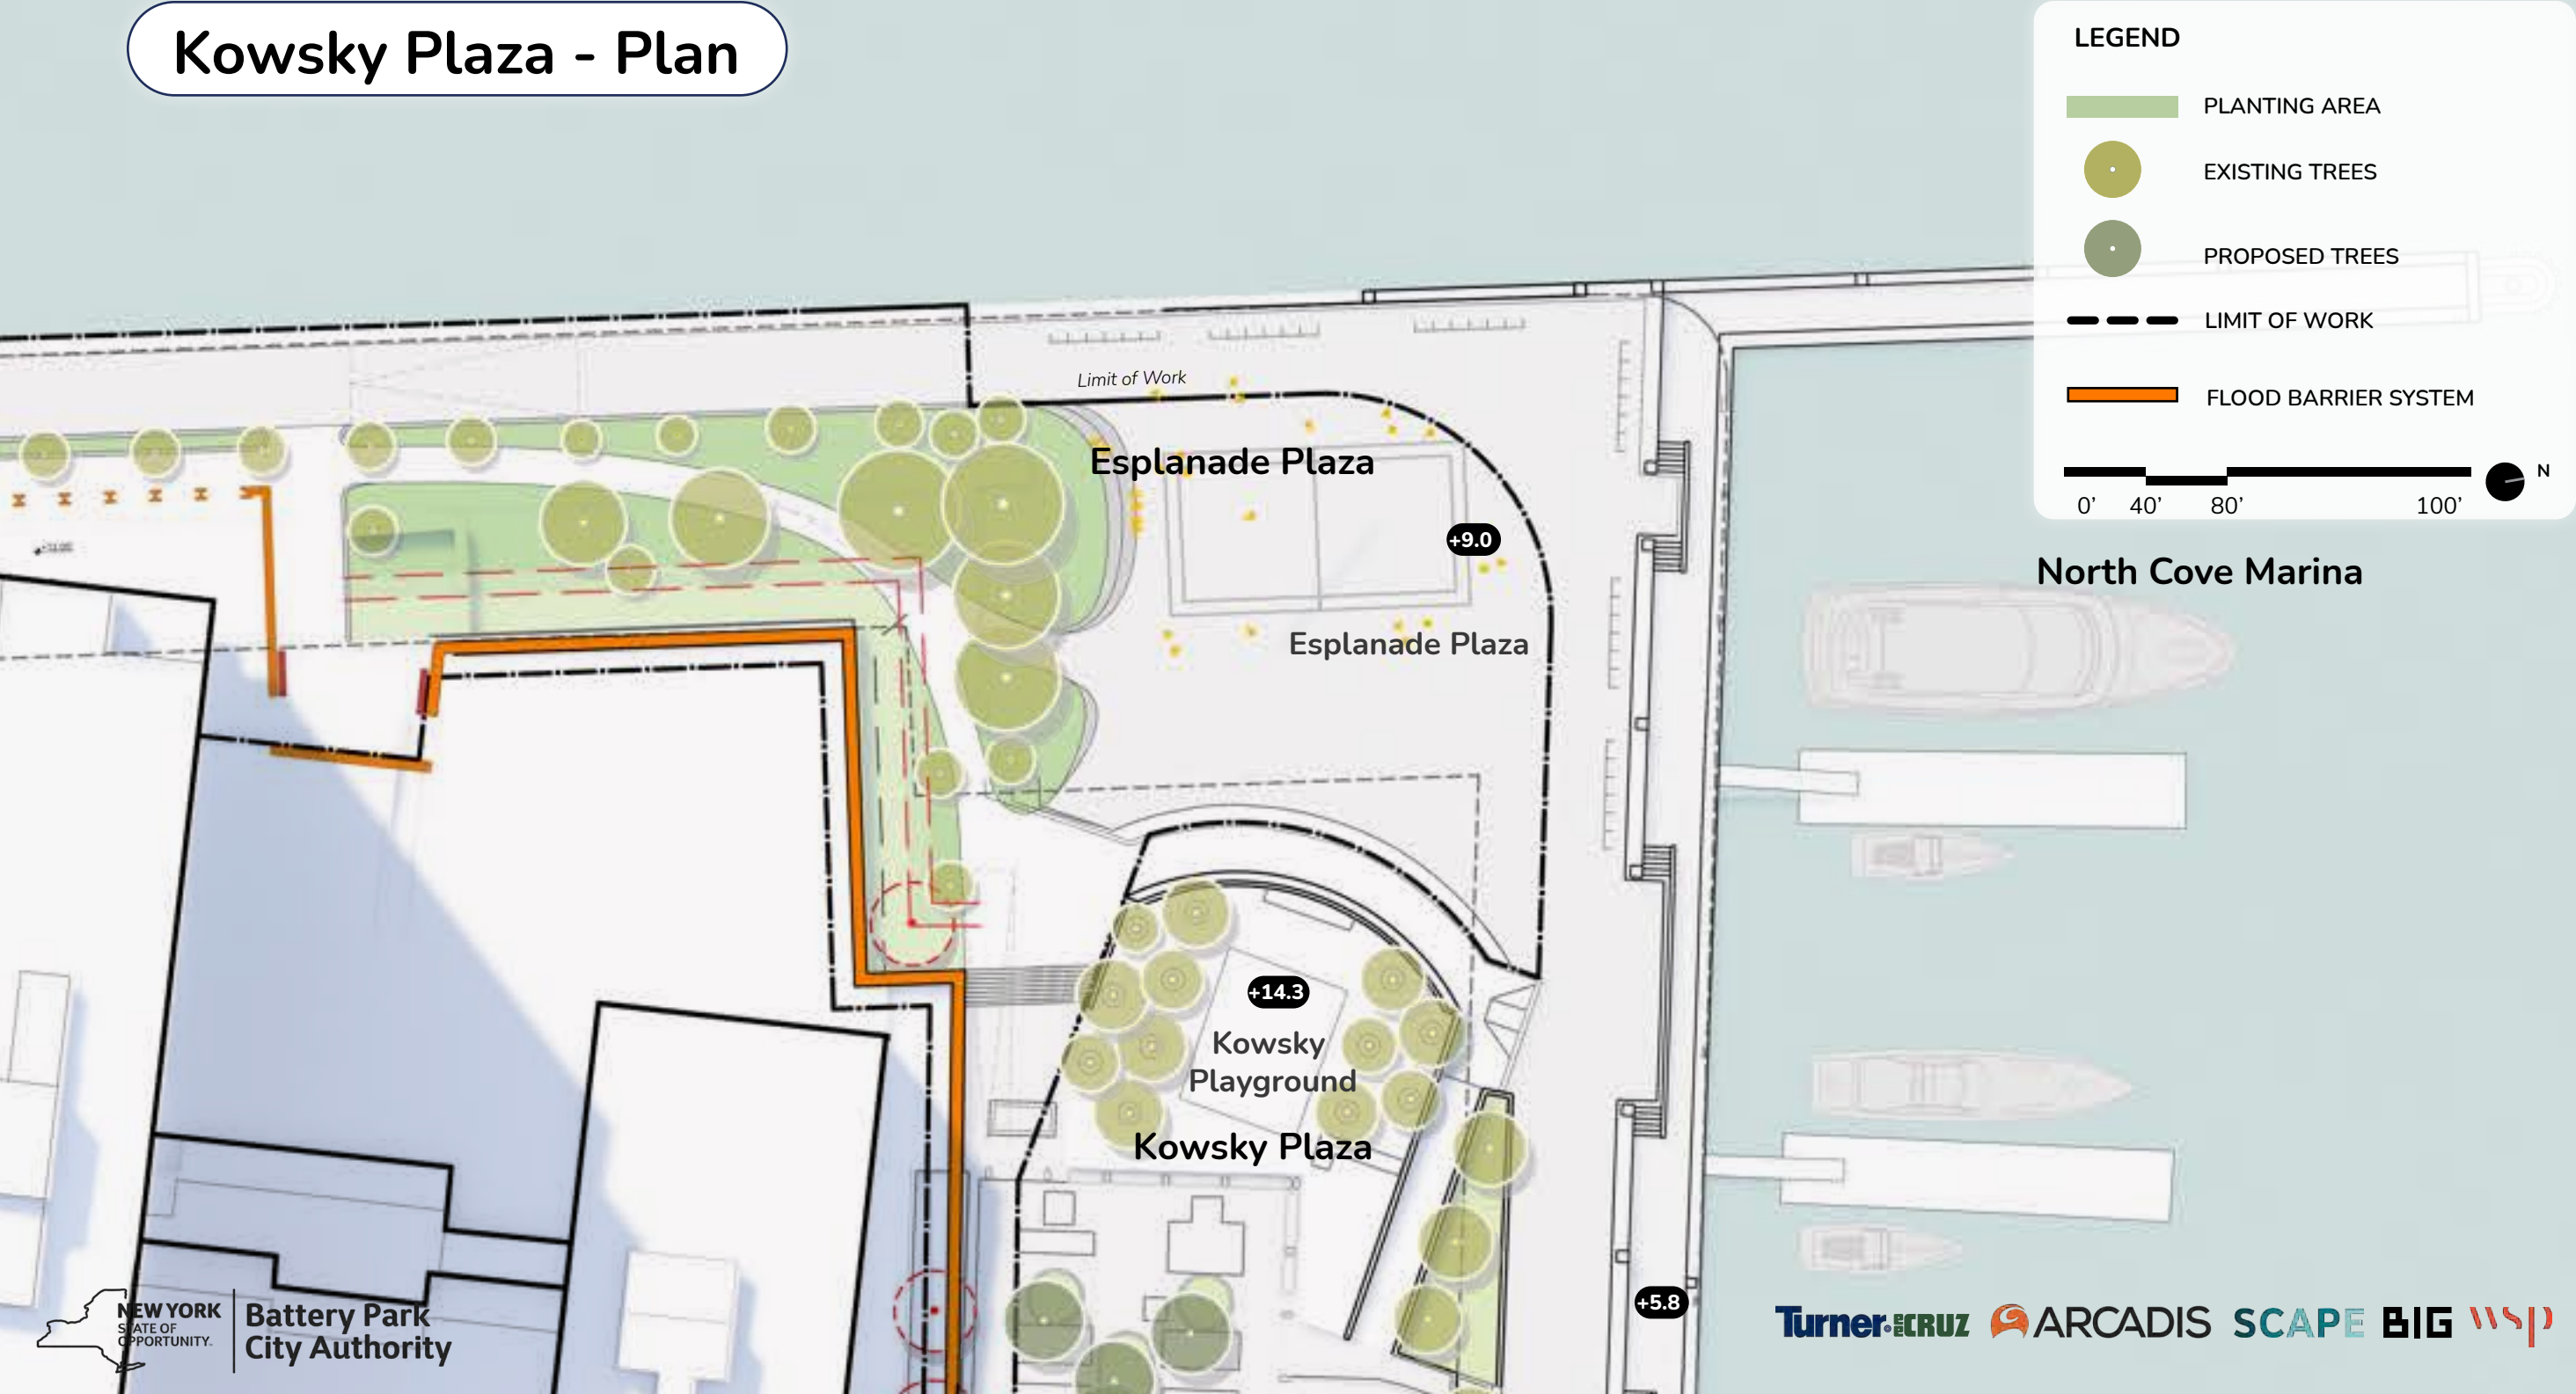 Kowsky Plaza - Plan
LEGEND
PLANTING AREA
EXISTING TREES
PROPOSED TREES
LIMIT OF WORK
FLOOD BARRIER SYSTEM
N
0' 40' 80' 100'
Limit of Work
Esplanade Plaza
+9.0
North Cove Marina
Esplanade Plaza
+14.3
Kowsky
Playground
Kowsky Plaza
+5.8
NEW YORK
STATE OF
OPPORTUNITY.
Battery Park
City Authority
Turner
CRUZ
ARCADIS
SCAPE
BIG
wsp